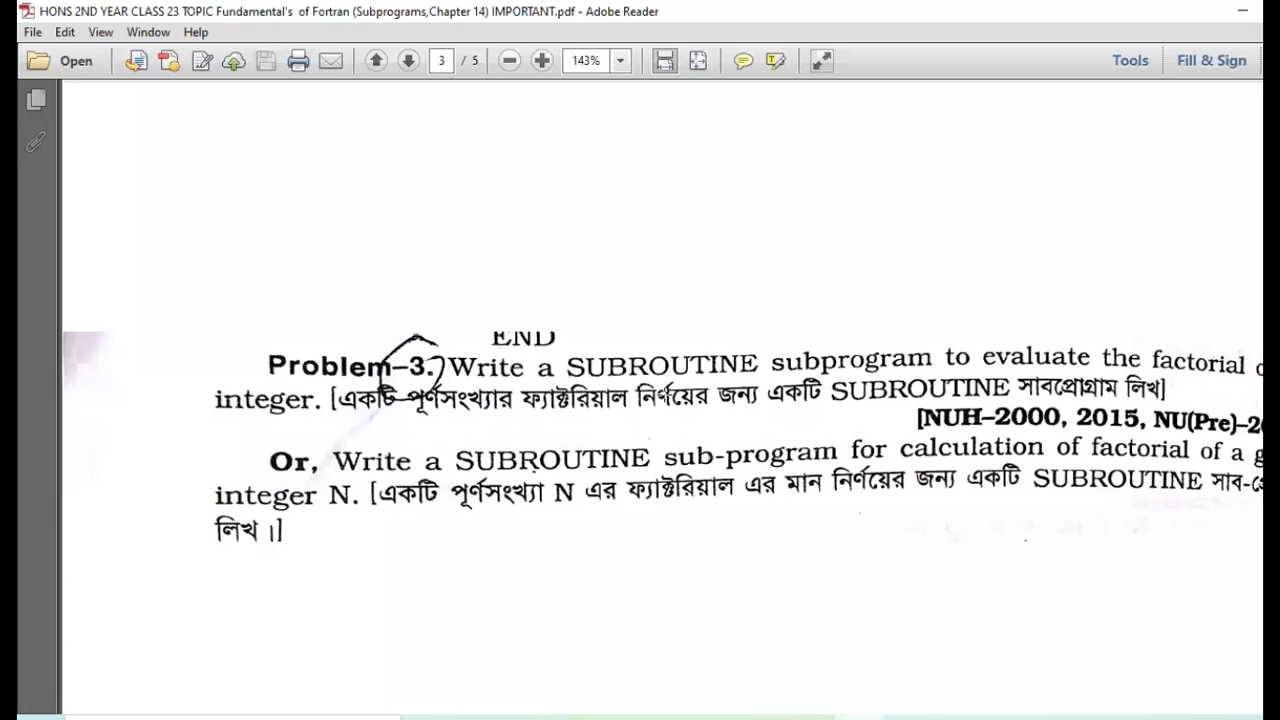 HONS 2ND YEAR CLASS 23 TOPIC Fundamental's of Fortran (Subprograms,Chapter 14) IMPORTANT.pdf - Adobe Reader
File Edit View Window Help
Open 3 / 5 143% Tools Fill & Sign
END
Problem–3. Write a SUBROUTINE subprogram to evaluate the factorial
integer. [একটি পূর্ণসংখ্যার ফ্যাক্টরিয়াল নির্ণয়ের জন্য একটি SUBROUTINE সাবপ্রোগ্রাম লিখ]
[NUH–2000, 2015, NU(Pre)–2
Or, Write a SUBROUTINE sub-program for calculation of factorial of a g
integer N. [একটি পূর্ণসংখ্যা N এর ফ্যাক্টরিয়াল এর মান নির্ণয়ের জন্য একটি SUBROUTINE সাব-
লিখ ।]